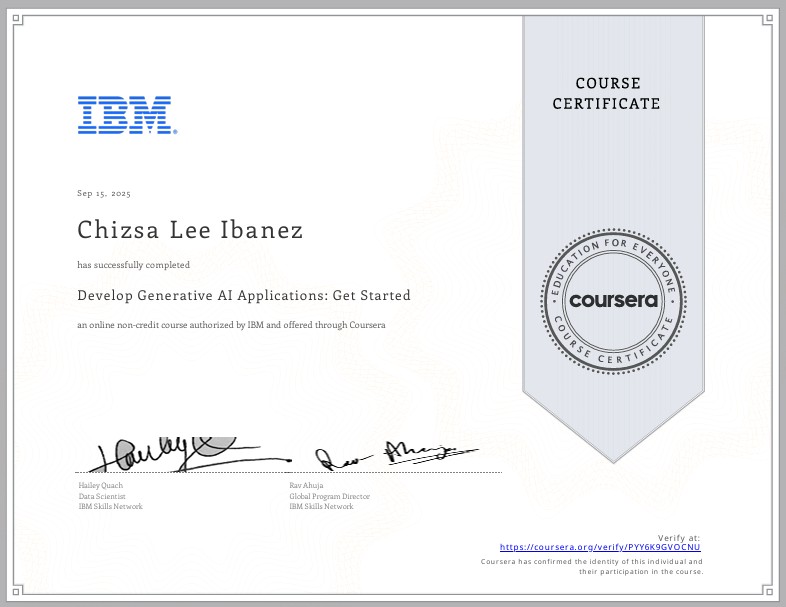 COURSE
CERTIFICATE
IBM®
Sep 15, 2025
Chizsa Lee Ibanez
has successfully completed
Develop Generative AI Applications: Get Started
an online non-credit course authorized by IBM and offered through Coursera
EDUCATION FOR EVERYONE
coursera
COURSE CERTIFICATE
Hailey Quach
Data Scientist
IBM Skills Network
Rav Ahuja
Global Program Director
IBM Skills Network
Verify at:
https://coursera.org/verify/PYY6K9GVOCNU
Coursera has confirmed the identity of this individual and
their participation in the course.